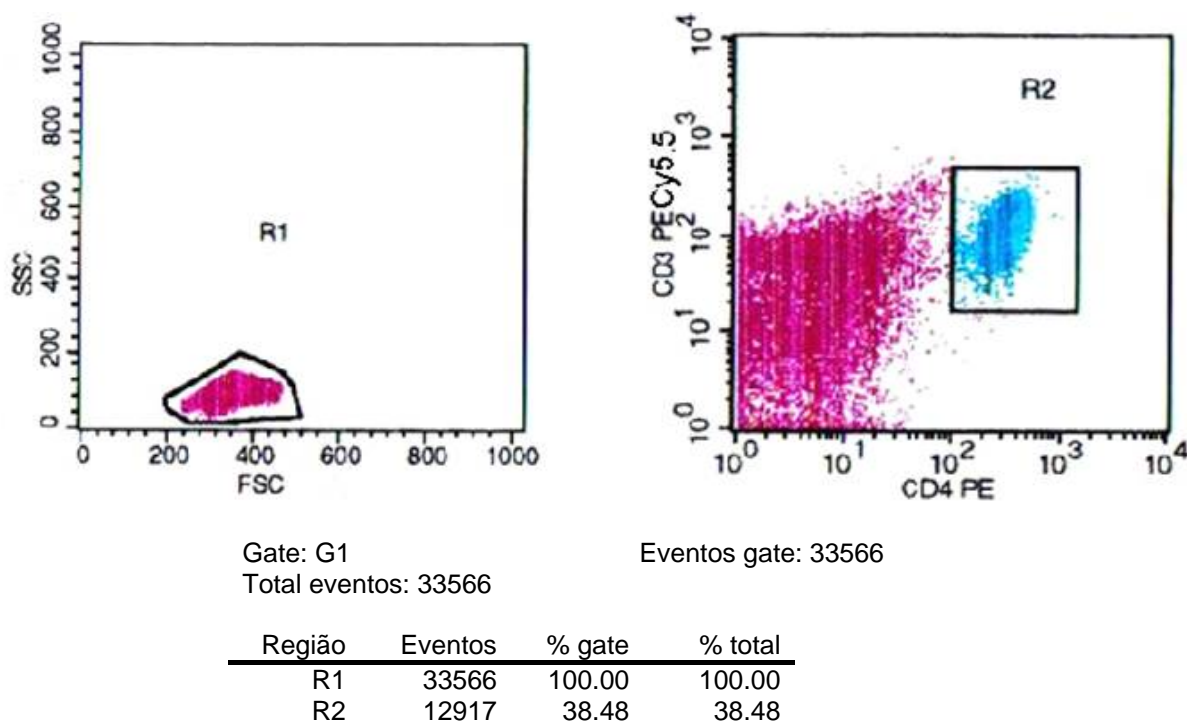 1000
800
600
400
200
0
SSC
R1
0 200 400 600 800 1000
FSC
10^4
10^3
10^2
10^1
10^0
CD3 PECy5.5
R2
10^0 10^1 10^2 10^3 10^4
CD4 PE
Gate: G1 Eventos gate: 33566
Total eventos: 33566
Região Eventos % gate % total
R1 33566 100.00 100.00
R2 12917 38.48 38.48